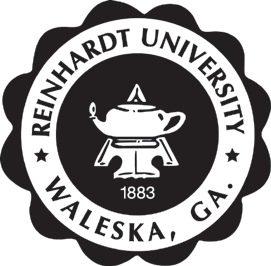 REINHARDT UNIVERSITY
1883
WALESKA, GA.